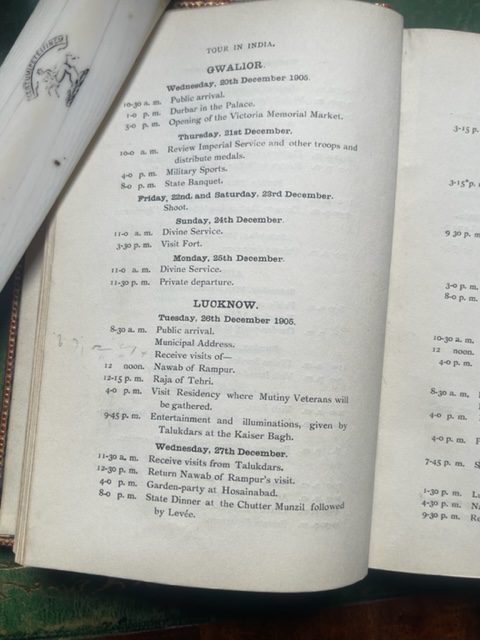 TOUR IN INDIA.
GWALIOR.
Wednesday, 20th December 1905.
10-30 a. m. Public arrival.
1-0 p. m. Durbar in the Palace.
3-0 p. m. Opening of the Victoria Memorial Market.
Thursday, 21st December.
10-0 a. m. Review Imperial Service and other troops and
distribute medals.
4-0 p. m. Military Sports.
8-0 p. m. State Banquet.
Friday, 22nd, and Saturday, 23rd December.
Shoot.
Sunday, 24th December.
11-0 a. m. Divine Service.
3-30 p. m. Visit Fort.
Monday, 25th December.
11-0 a. m. Divine Service.
11-30 p. m. Private departure.
LUCKNOW.
Tuesday, 26th December 1905.
8-30 a. m. Public arrival.
Municipal Address.
Receive visits of—
12 noon. Nawab of Rampur.
12-15 p. m. Raja of Tehri.
4-0 p. m. Visit Residency where Mutiny Veterans will
be gathered.
9-45 p. m. Entertainment and illuminations, given by
Talukdars at the Kaiser Bagh.
Wednesday, 27th December.
11-30 a. m. Receive visits from Talukdars.
12-30 p. m. Return Nawab of Rampur's visit.
4-0 p. m. Garden-party at Hosainabad.
8-0 p. m. State Dinner at the Chutter Munzil followed
by Levée.
3-15 p.
3-15 p. m.
9 30 p. m.
3-0 p. m.
8-0 p. m.
10-30 a. m.
12 noon.
4-0 p. m.
8-30 a. m.
4-0 p. m.
4-0 p. m.
7-45 p. m.
1-30 p. m.
4-30 p. m.
9-30 p. m.